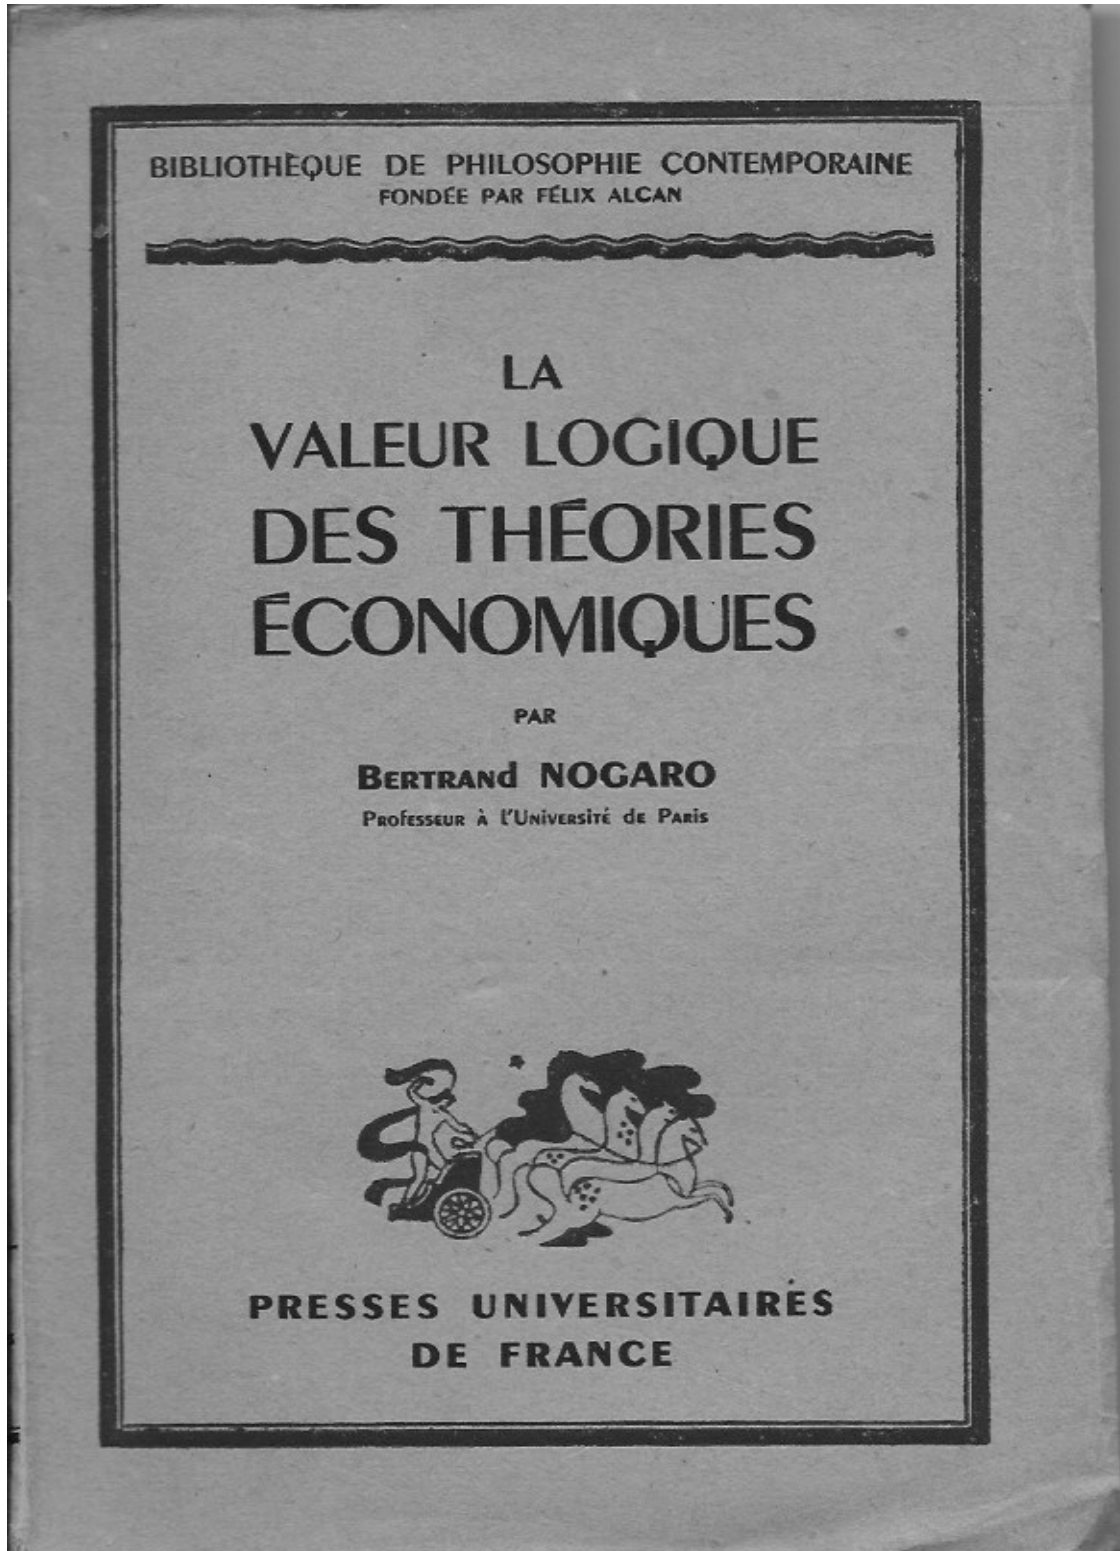 BIBLIOTHÈQUE DE PHILOSOPHIE CONTEMPORAINE
FONDÉE PAR FÉLIX ALCAN
LA
VALEUR LOGIQUE
DES THÉORIES
ÉCONOMIQUES
PAR
BERTRANd NOGARO
PRofEssEUR À l'UNivERsiTÉ dE PARis
PRESSES UNIVERSITAIRES
DE FRANCE